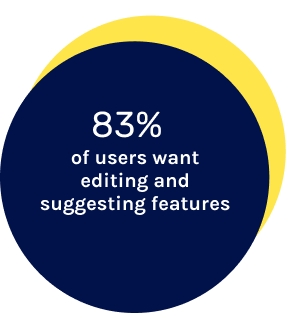 83%
of users want
editing and
suggesting features